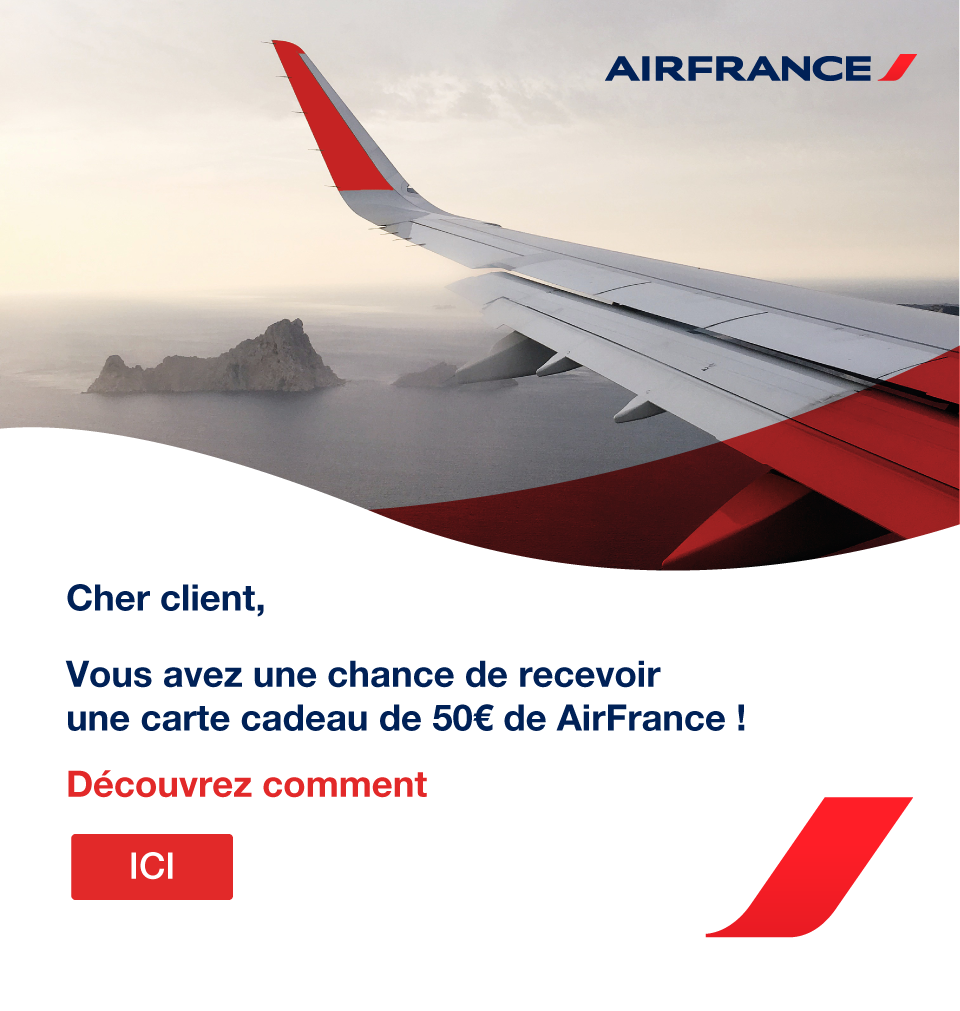 AIRFRANCE
Cher client,
Vous avez une chance de recevoir
une carte cadeau de 50€ de AirFrance !
Découvrez comment
ICI